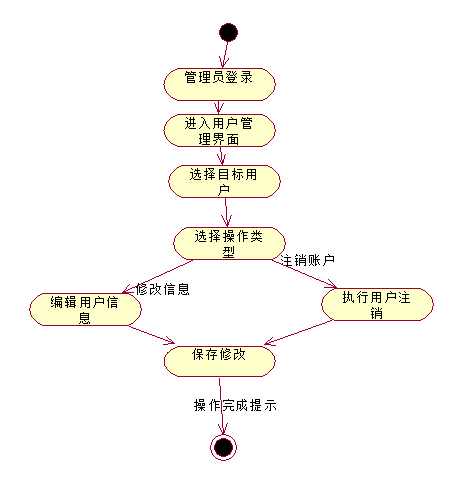 管理员登录
进入用户管
理界面
选择目标用
户
选择操作类
型
注销账户
修改信息
编辑用户信
息
执行用户注
销
保存修改
操作完成提示